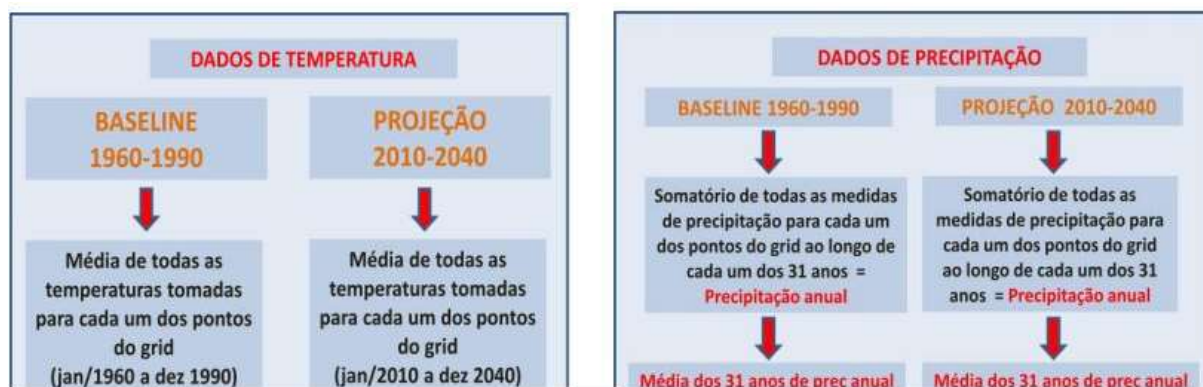 DADOS DE TEMPERATURA
BASELINE
1960-1990
Média de todas as
temperaturas tomadas
para cada um dos pontos
do grid
(jan/1960 a dez 1990)
PROJEÇÃO
2010-2040
Média de todas as
temperaturas tomadas
para cada um dos pontos
do grid
(jan/2010 a dez 2040)
DADOS DE PRECIPITAÇÃO
BASELINE 1960-1990
Somatório de todas as medidas
de precipitação para cada um
dos pontos do grid ao longo de
cada um dos 31 anos =
Precipitação anual
Média dos 31 anos de prec anual
PROJEÇÃO 2010-2040
Somatório de todas as
medidas de precipitação para
cada um dos pontos do grid
ao longo de cada um dos 31
anos = Precipitação anual
Média dos 31 anos de prec anual